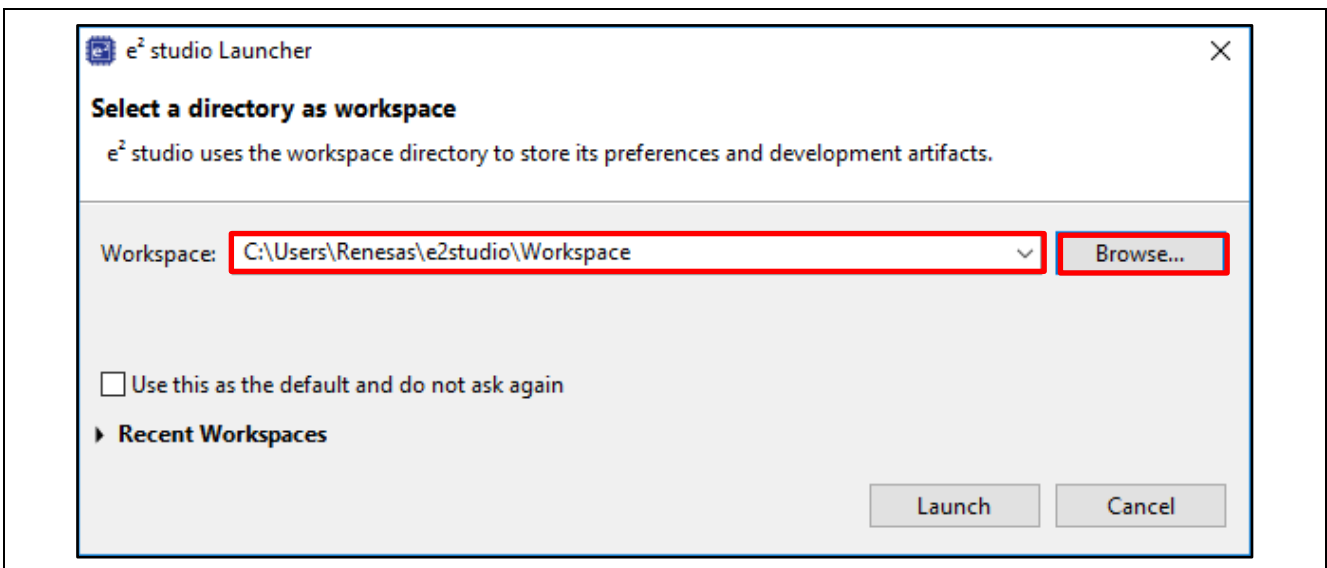 e² studio Launcher
Select a directory as workspace
e² studio uses the workspace directory to store its preferences and development artifacts.
Workspace: C:\Users\Renesas\e2studio\Workspace Browse...
Use this as the default and do not ask again
Recent Workspaces
Launch Cancel